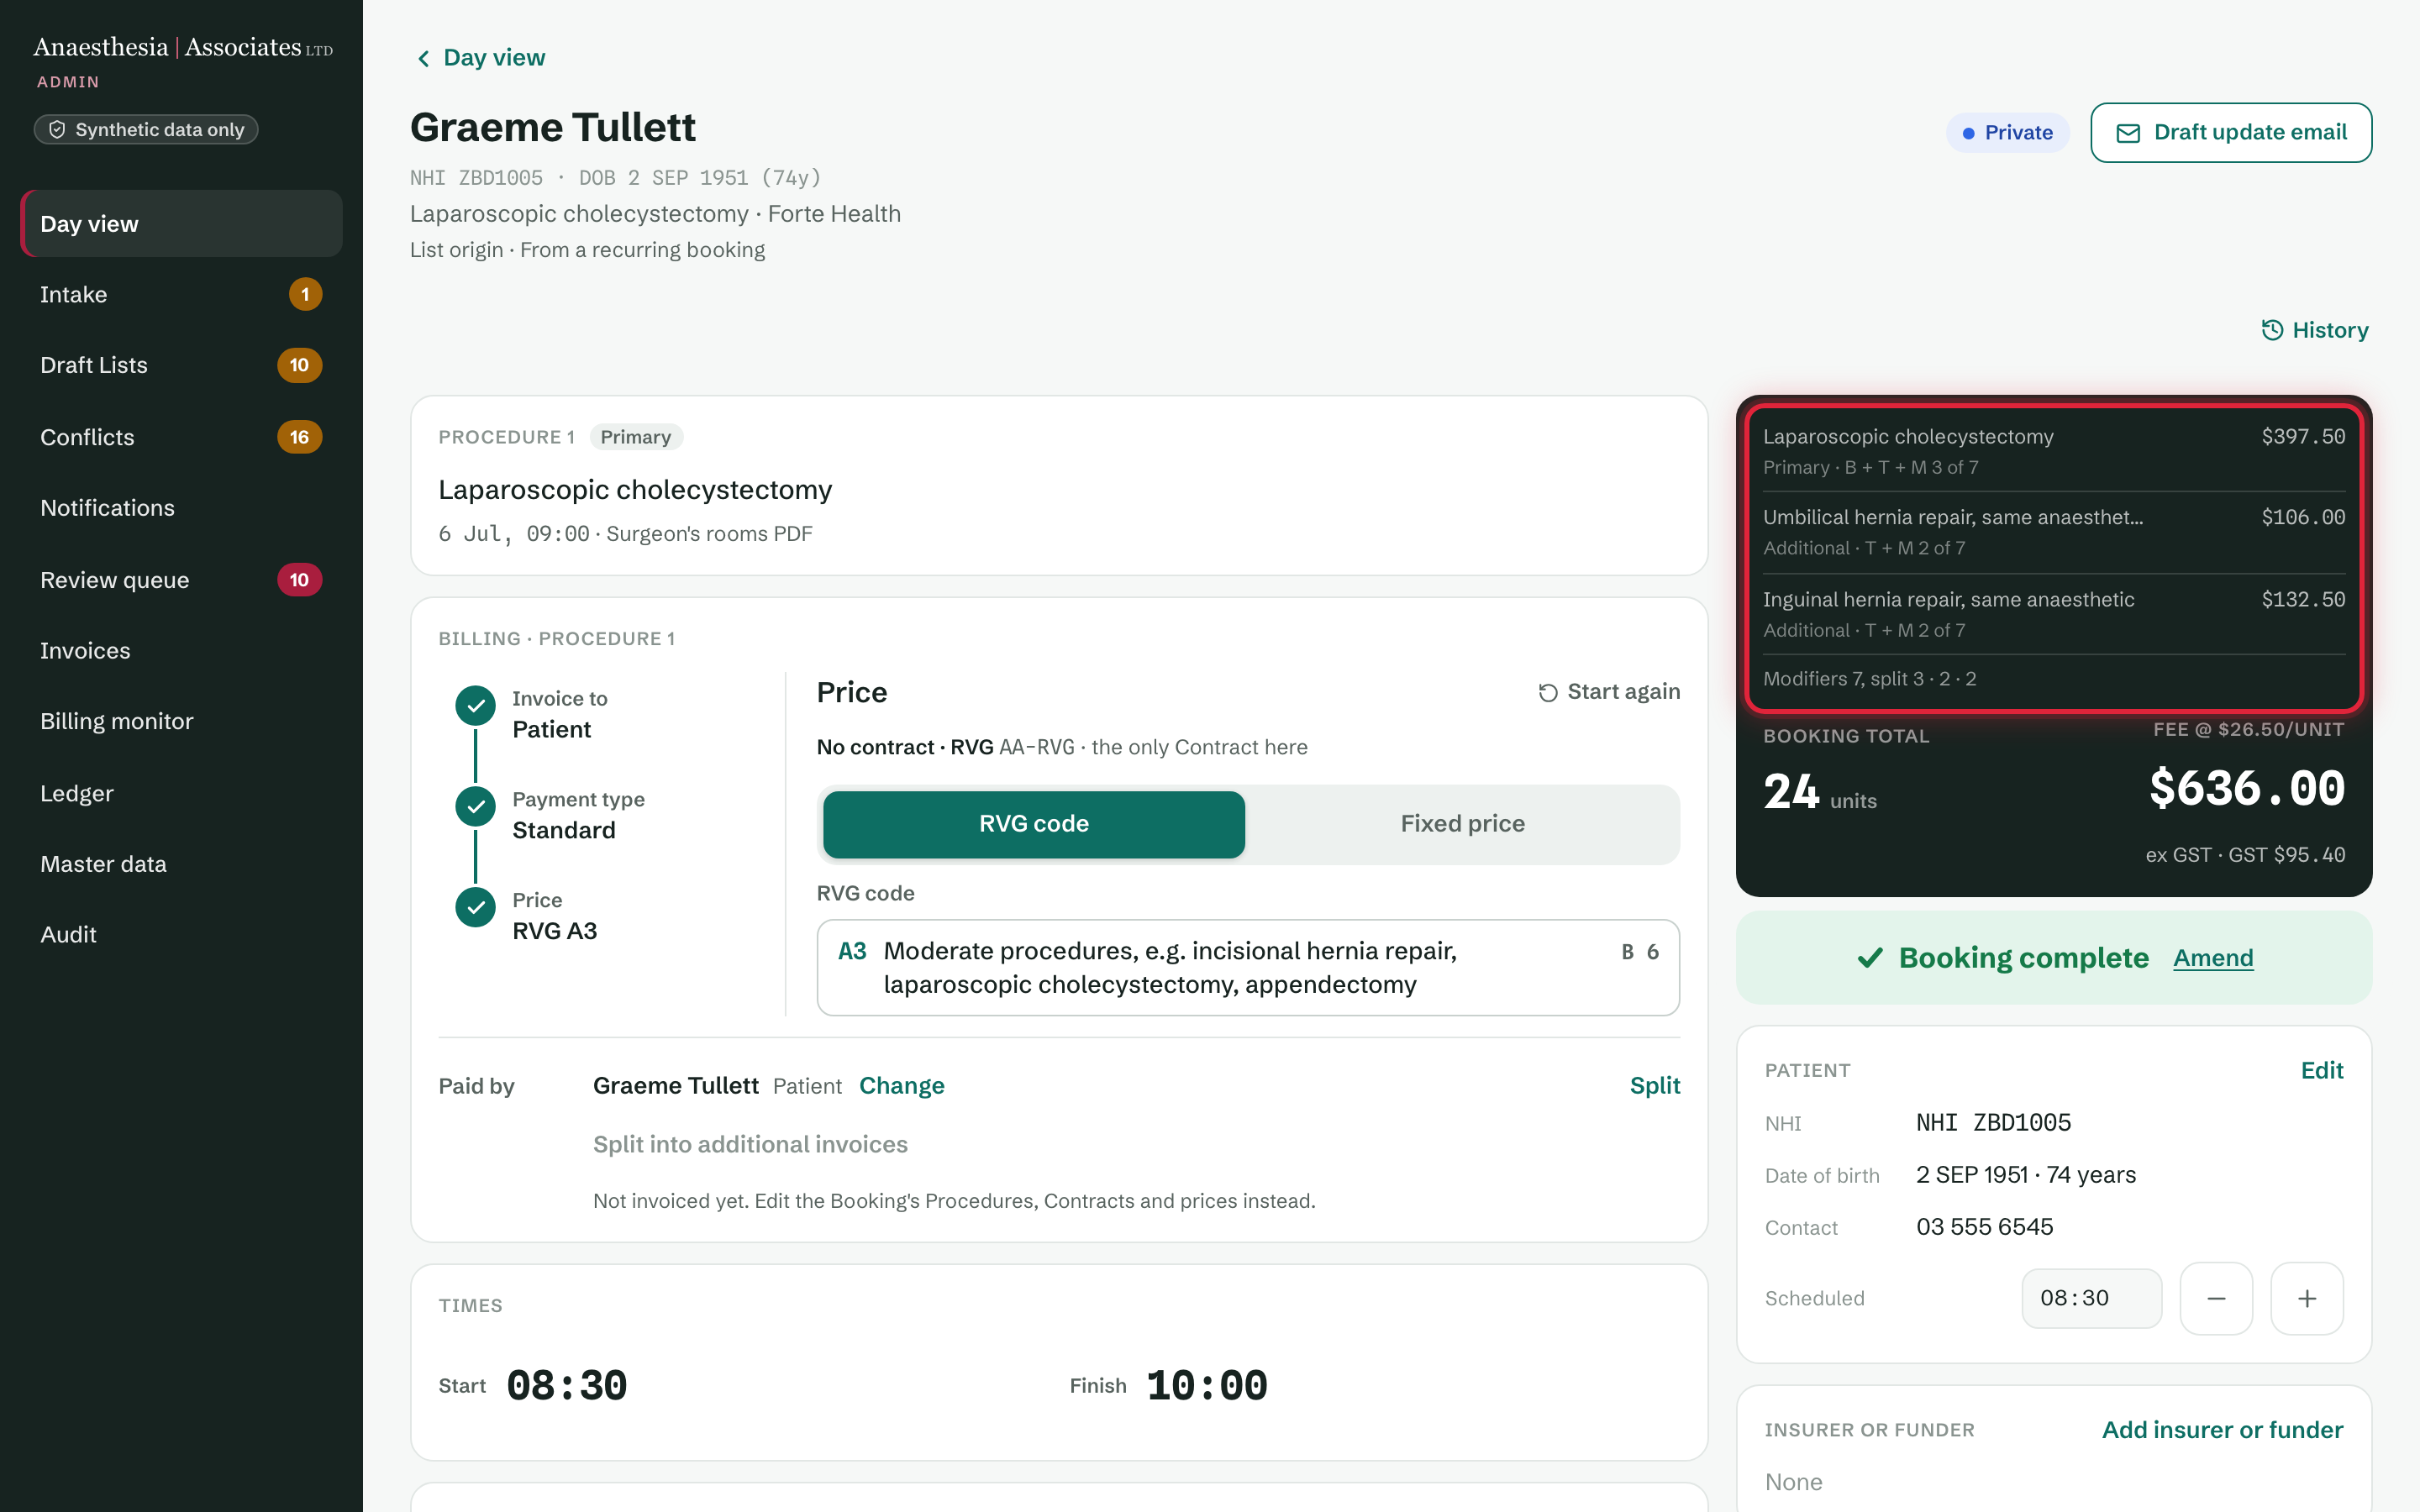 Anaesthesia | Associates LTD
ADMIN
Synthetic data only
Day view
Intake 1
Draft Lists 10
Conflicts 16
Notifications
Review queue 10
Invoices
Billing monitor
Ledger
Master data
Audit
Day view
Graeme Tullett
NHI ZBD1005 · DOB 2 SEP 1951 (74y)
Laparoscopic cholecystectomy · Forte Health
List origin · From a recurring booking
Private
Draft update email
History
PROCEDURE 1 Primary
Laparoscopic cholecystectomy
6 Jul, 09:00 · Surgeon's rooms PDF
BILLING · PROCEDURE 1
Invoice to
Patient
Payment type
Standard
Price
RVG A3
Price
Start again
No contract · RVG AA-RVG · the only Contract here
RVG code
Fixed price
RVG code
A3 Moderate procedures, e.g. incisional hernia repair, B 6
laparoscopic cholecystectomy, appendectomy
Paid by Graeme Tullett Patient Change Split
Split into additional invoices
Not invoiced yet. Edit the Booking's Procedures, Contracts and prices instead.
TIMES
Start 08:30 Finish 10:00
Laparoscopic cholecystectomy $397.50
Primary · B + T + M 3 of 7
Umbilical hernia repair, same anaesthet... $106.00
Additional · T + M 2 of 7
Inguinal hernia repair, same anaesthetic $132.50
Additional · T + M 2 of 7
Modifiers 7, split 3 · 2 · 2
BOOKING TOTAL FEE @ $26.50/UNIT
24 units $636.00
ex GST · GST $95.40
Booking complete Amend
PATIENT Edit
NHI NHI ZBD1005
Date of birth 2 SEP 1951 · 74 years
Contact 03 555 6545
Scheduled 08:30 − +
INSURER OR FUNDER Add insurer or funder
None